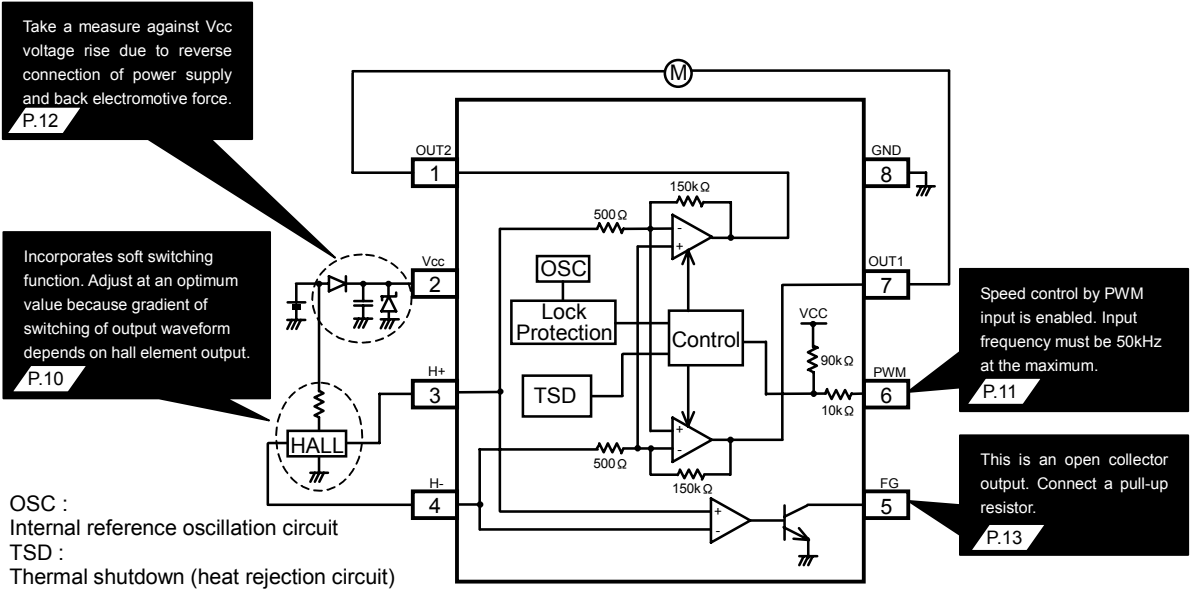 Take a measure against Vcc
voltage rise due to reverse
connection of power supply
and back electromotive force.
P.12
Incorporates soft switching
function. Adjust at an optimum
value because gradient of
switching of output waveform
depends on hall element output.
P.10
M
OUT2
1
Vcc
2
H+
3
H-
4
HALL
150kΩ
500Ω
-
+
OSC
Lock
Protection
Control
TSD
VCC
90kΩ
10kΩ
+
-
500Ω
150kΩ
+
-
GND
8
OUT1
7
PWM
6
FG
5
Speed control by PWM
input is enabled. Input
frequency must be 50kHz
at the maximum.
P.11
This is an open collector
output. Connect a pull-up
resistor.
P.13
OSC :
Internal reference oscillation circuit
TSD :
Thermal shutdown (heat rejection circuit)